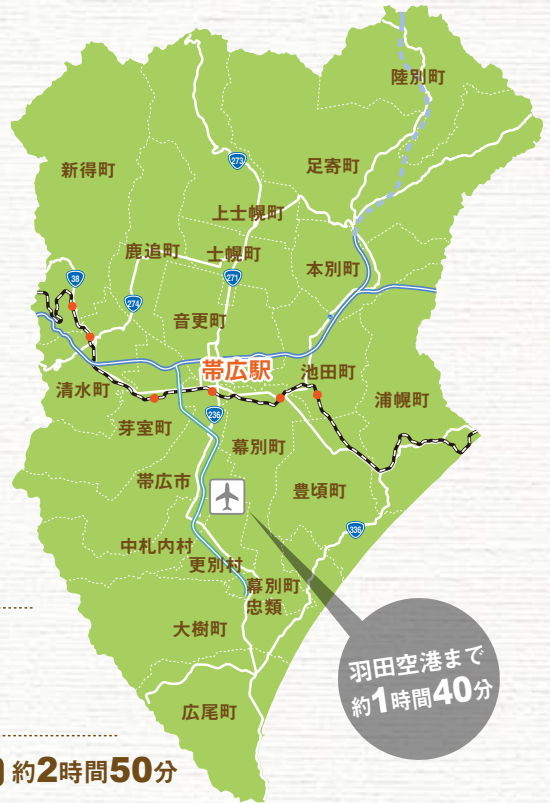 陸別町
273
足寄町
新得町
上士幌町
鹿追町
士幌町
本別町
38
271
274
音更町
帯広駅
池田町
清水町
浦幌町
236
芽室町
幕別町
帯広市
豊頃町
336
中札内村
更別村
幕別町
忠類
大樹町
羽田空港まで
約1時間40分
広尾町
約2時間50分